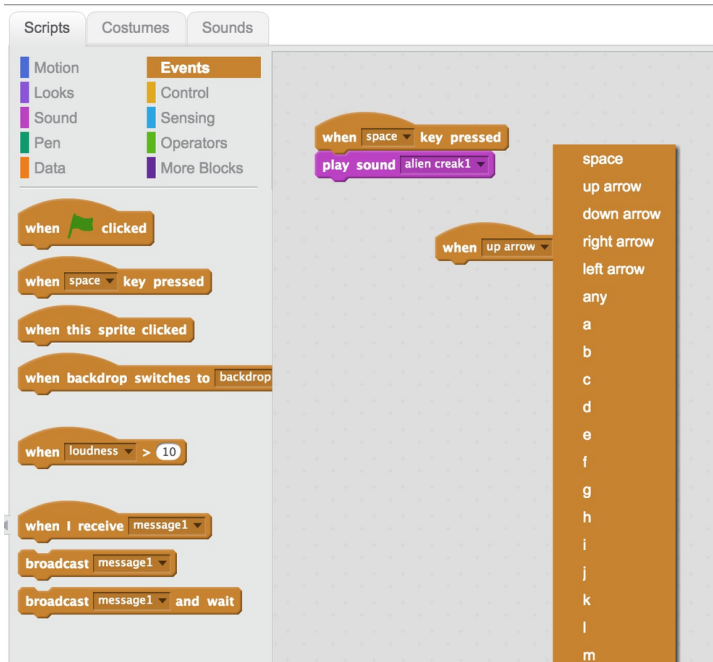 Scripts Costumes Sounds
Motion Events
Looks Control
Sound Sensing
Pen Operators
Data More Blocks
when clicked
when space key pressed
when this sprite clicked
when backdrop switches to backdrop
when loudness > 10
when I receive message1
broadcast message1
broadcast message1 and wait
when space key pressed
play sound alien creak1
when up arrow
space
up arrow
down arrow
right arrow
left arrow
any
a
b
c
d
e
f
g
h
i
j
k
l
m